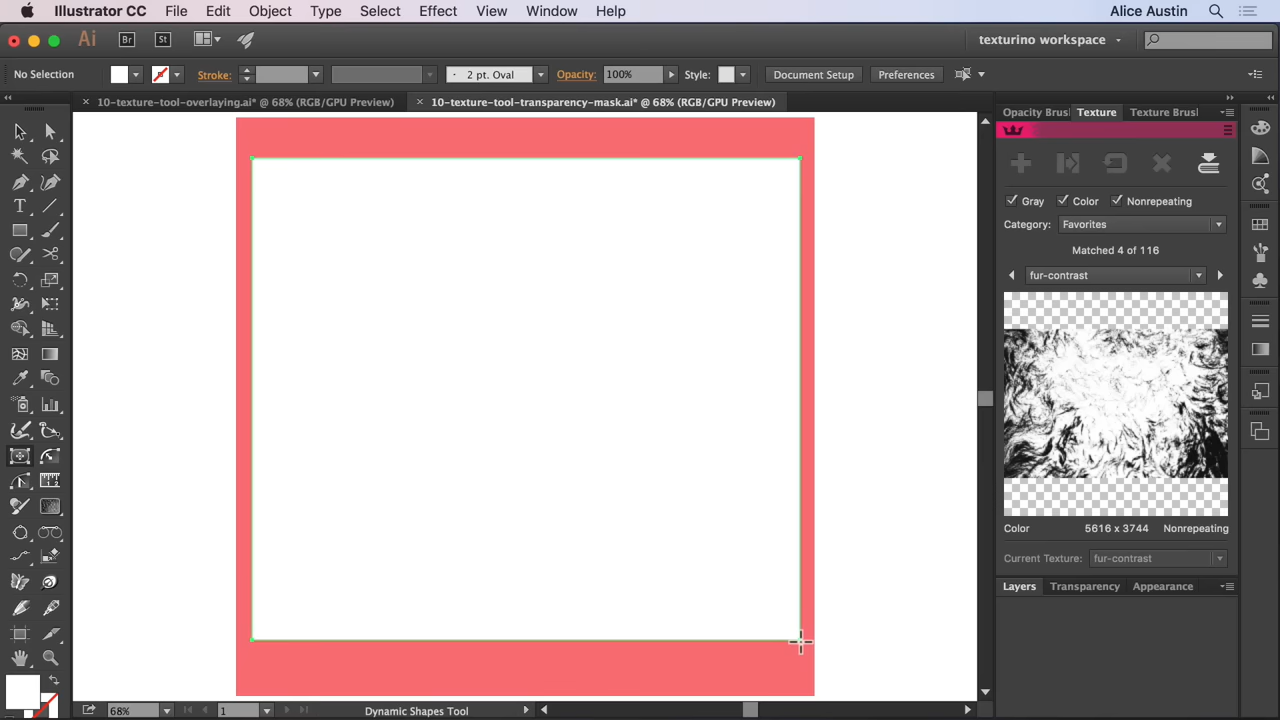 Illustrator CC File Edit Object Type Select Effect View Window Help Alice Austin
Ai Br St texturino workspace
No Selection Stroke: 2 pt. Oval Opacity: 100% Style: Document Setup Preferences
10-texture-tool-overlaying.ai* @ 68% (RGB/GPU Preview) 10-texture-tool-transparency-mask.ai* @ 68% (RGB/GPU Preview)
Opacity Brus Texture Texture Brusl
Gray Color Nonrepeating
Category: Favorites
Matched 4 of 116
fur-contrast
Color 5616 x 3744 Nonrepeating
Current Texture: fur-contrast
Layers Transparency Appearance
68% 1 Dynamic Shapes Tool